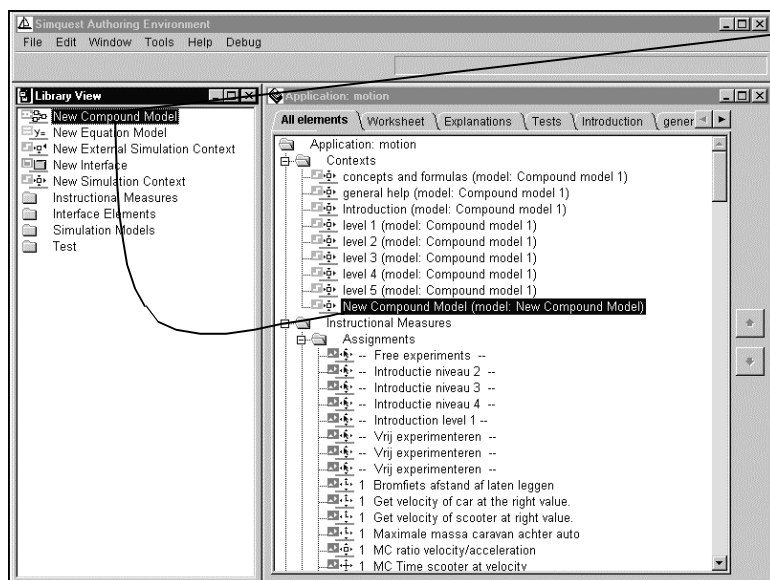 Simquest Authoring Environment
File Edit Window Tools Help Debug
Library View
New Compound Model
New Equation Model
New External Simulation Context
New Interface
New Simulation Context
Instructional Measures
Interface Elements
Simulation Models
Test
Application: motion
All elements Worksheet Explanations Tests Introduction gener
Application: motion
Contexts
concepts and formulas (model: Compound model 1)
general help (model: Compound model 1)
Introduction (model: Compound model 1)
level 1 (model: Compound model 1)
level 2 (model: Compound model 1)
level 3 (model: Compound model 1)
level 4 (model: Compound model 1)
level 5 (model: Compound model 1)
New Compound Model (model: New Compound Model)
Instructional Measures
Assignments
-- Free experiments --
-- Introductie niveau 2 --
-- Introductie niveau 3 --
-- Introductie niveau 4 --
-- Introduction level 1 --
-- Vrij experimenteren --
-- Vrij experimenteren --
-- Vrij experimenteren --
1 Bromfiets afstand af laten leggen
1 Get velocity of car at the right value.
1 Get velocity of scooter at right value.
1 Maximale massa caravan achter auto
1 MC ratio velocity/acceleration
1 MC Time scooter at velocity